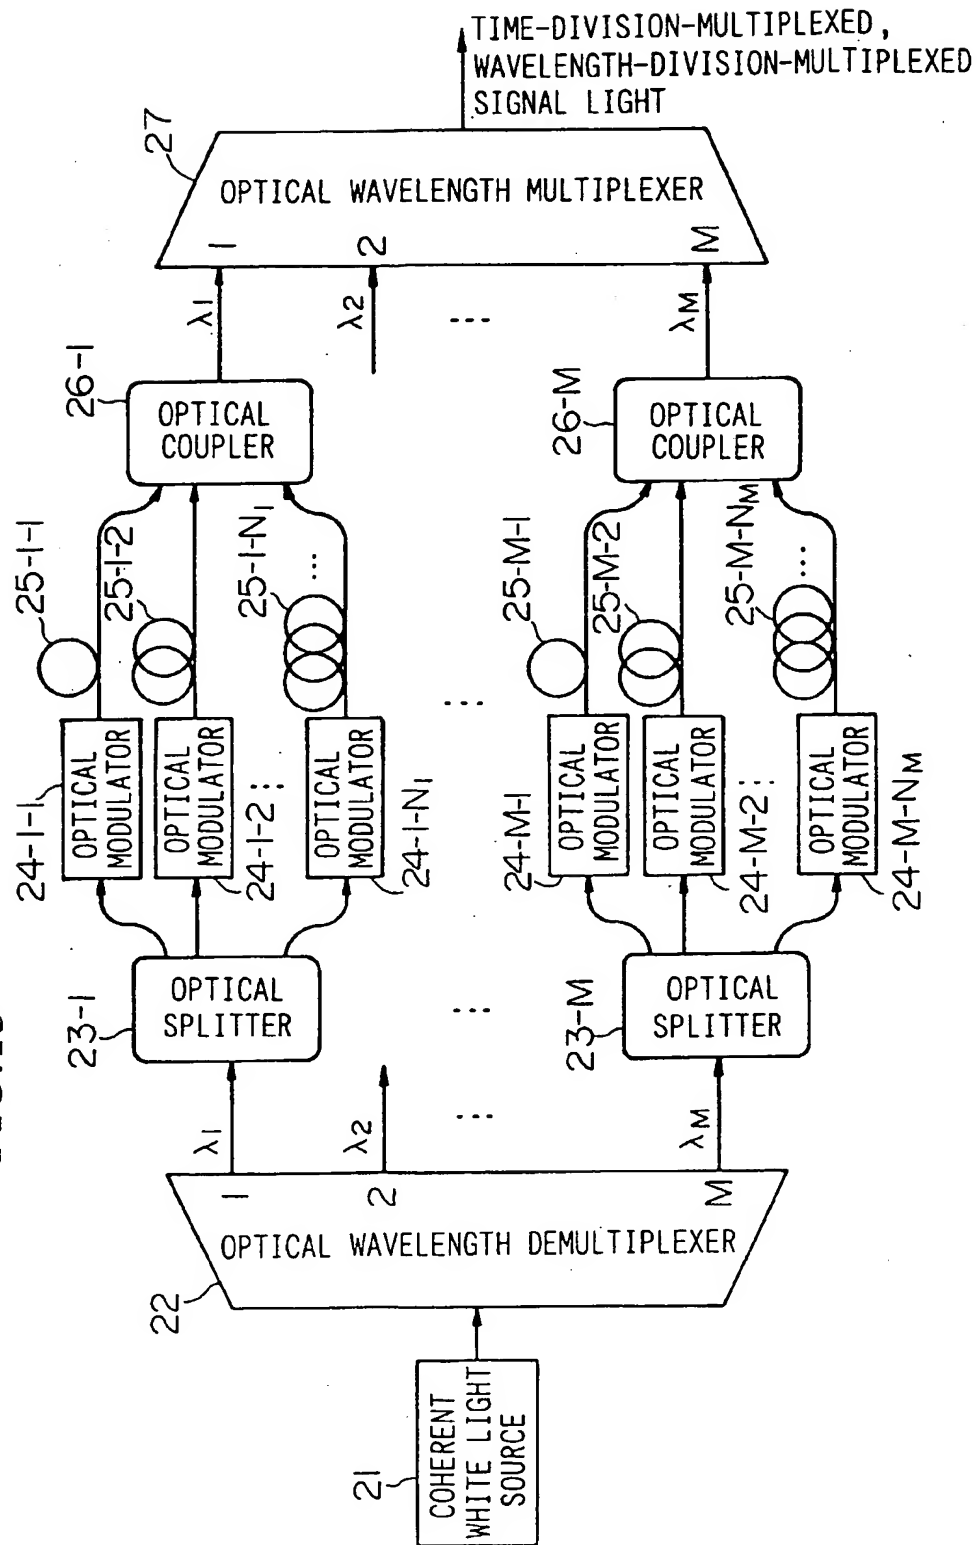 TIME-DIVISION-MULTIPLEXED,
WAVELENGTH-DIVISION-MULTIPLEXED
SIGNAL LIGHT
27
OPTICAL WAVELENGTH MULTIPLEXER
1
2
M
λ1
λ2
...
λM
26-1
OPTICAL
COUPLER
26-M
OPTICAL
COUPLER
25-1-1
25-1-2
25-1-N1
...
25-M-1
25-M-2
25-M-NM
...
...
OPTICAL
MODULATOR
24-1-1
OPTICAL
MODULATOR
24-1-2
...
OPTICAL
MODULATOR
24-1-N1
OPTICAL
MODULATOR
24-M-1
OPTICAL
MODULATOR
24-M-2
...
OPTICAL
MODULATOR
24-M-NM
23-1
OPTICAL
SPLITTER
...
23-M
OPTICAL
SPLITTER
λ1
λ2
...
λM
1
2
M
OPTICAL WAVELENGTH DEMULTIPLEXER
22
21
COHERENT
WHITE LIGHT
SOURCE